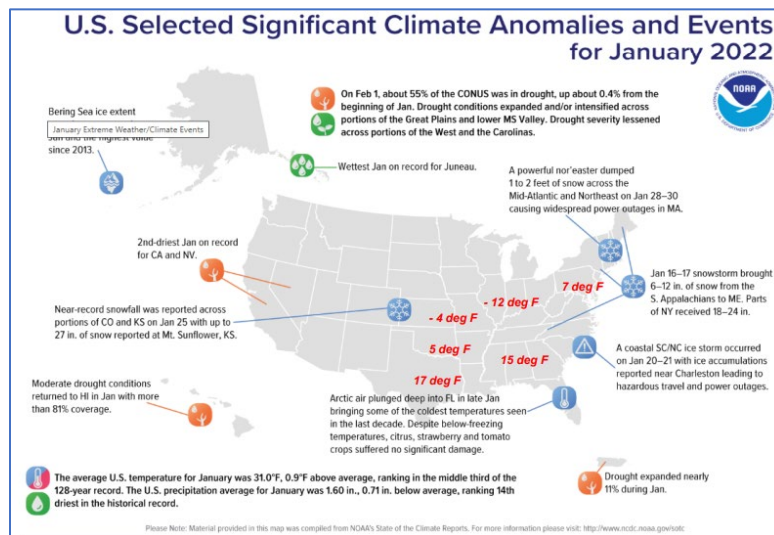 U.S. Selected Significant Climate Anomalies and Events
for January 2022
On Feb 1, about 55% of the CONUS was in drought, up about 0.4% from the
beginning of Jan. Drought conditions expanded and/or intensified across
portions of the Great Plains and lower MS Valley. Drought severity lessened
across portions of the West and the Carolinas.
NOAA
Bering Sea ice extent
January Extreme Weather/Climate Events
since 2013.
Wettest Jan on record for Juneau.
A powerful nor'easter dumped
1 to 2 feet of snow across the
Mid-Atlantic and Northeast on Jan 28–30
causing widespread power outages in MA.
2nd-driest Jan on record
for CA and NV.
Jan 16–17 snowstorm brought
6–12 in. of snow from the
S. Appalachians to ME. Parts
of NY received 18–24 in.
7 deg F
- 12 deg F
- 4 deg F
5 deg F
15 deg F
17 deg F
Near-record snowfall was reported across
portions of CO and KS on Jan 25 with up to
27 in. of snow reported at Mt. Sunflower, KS.
A coastal SC/NC ice storm occurred
on Jan 20–21 with ice accumulations
reported near Charleston leading to
hazardous travel and power outages.
Moderate drought conditions
returned to HI in Jan with more
than 81% coverage.
Arctic air plunged deep into FL in late Jan
bringing some of the coldest temperatures seen
in the last decade. Despite below-freezing
temperatures, citrus, strawberry and tomato
crops suffered no significant damage.
The average U.S. temperature for January was 31.0°F, 0.9°F above average, ranking in the middle third of the
128-year record. The U.S. precipitation average for January was 1.60 in., 0.71 in. below average, ranking 14th
driest in the historical record.
Drought expanded nearly
11% during Jan.
Please Note: Material provided in this map was compiled from NOAA's State of the Climate Reports. For more information please visit: http://www.ncdc.noaa.gov/sotc